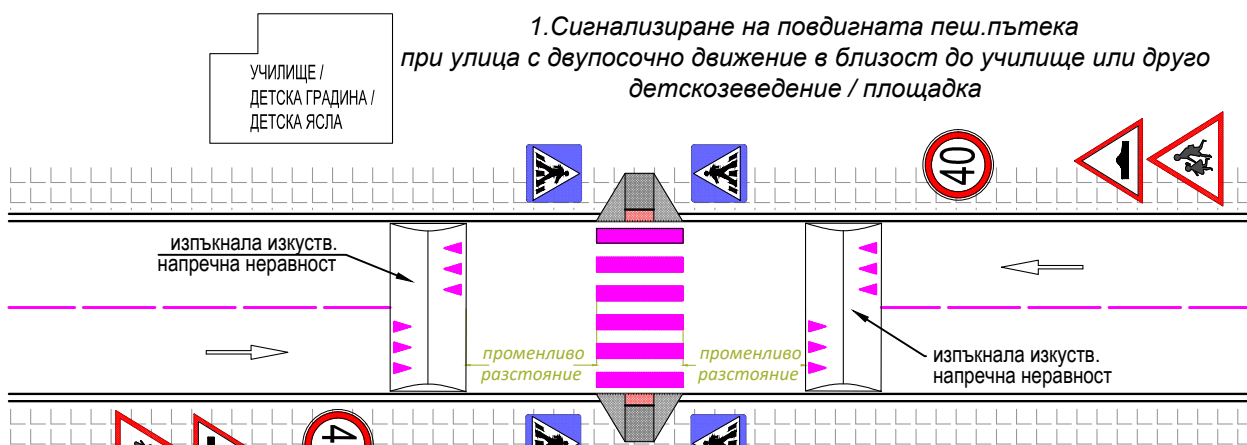 1.Сигнализиране на повдигната пеш.пътека
при улица с двупосочно движение в близост до училище или друго
детскозеведение / площадка
УЧИЛИЩЕ /
ДЕТСКА ГРАДИНА /
ДЕТСКА ЯСЛА
40
изпъкнала изкуств.
напречна неравност
променливо
разстояние
променливо
разстояние
изпъкнала изкуств.
напречна неравност
4